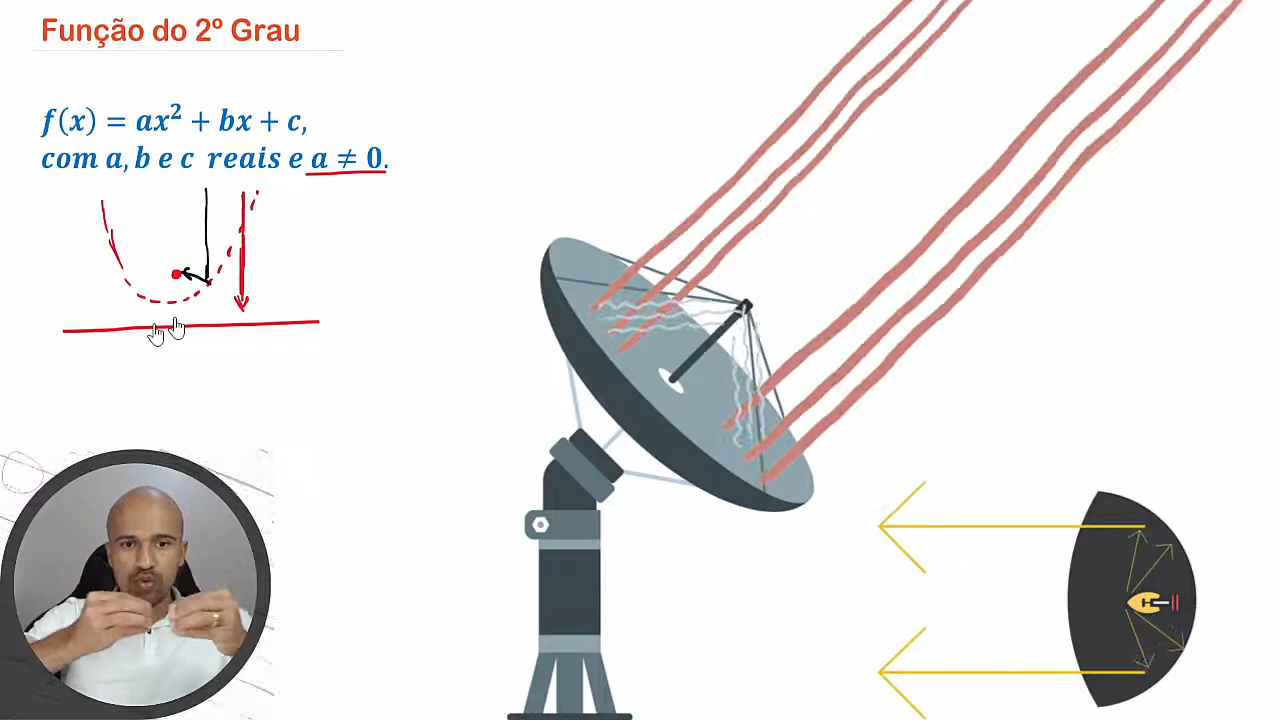 Função do 2º Grau
f(x) = ax² + bx + c,
com a, b e c reais e a ≠ 0.